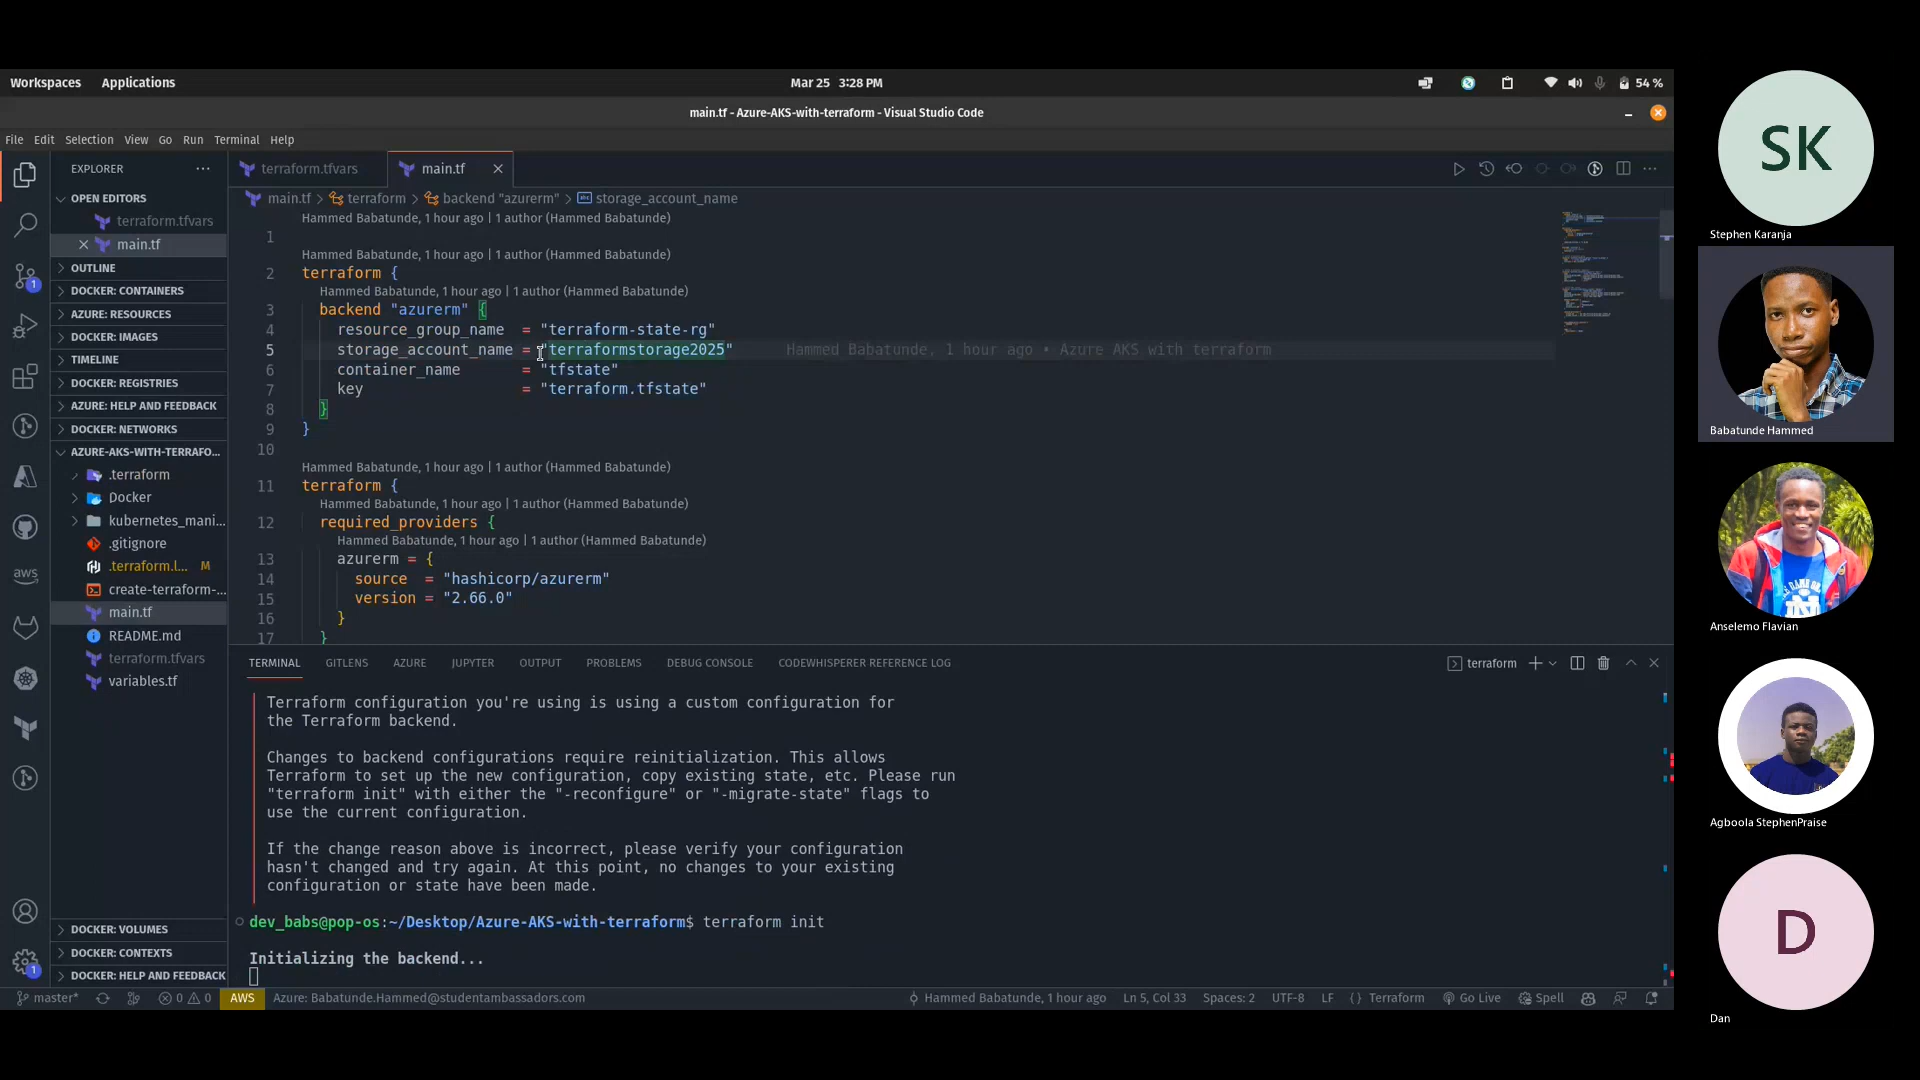 Workspaces Applications Mar 25 3:28 PM 54 %
main.tf - Azure-AKS-with-terraform - Visual Studio Code
File Edit Selection View Go Run Terminal Help
EXPLORER
OPEN EDITORS
terraform.tfvars
main.tf
OUTLINE
DOCKER: CONTAINERS
AZURE: RESOURCES
DOCKER: IMAGES
TIMELINE
DOCKER: REGISTRIES
AZURE: HELP AND FEEDBACK
DOCKER: NETWORKS
AZURE-AKS-WITH-TERRAFO...
.terraform
Docker
kubernetes_mani...
.gitignore
.terraform.l... M
create-terraform-...
main.tf
README.md
terraform.tfvars
variables.tf
DOCKER: VOLUMES
DOCKER: CONTEXTS
DOCKER: HELP AND FEEDBACK
1
1
aws
terraform.tfvars main.tf
main.tf > terraform > backend "azurerm" > storage_account_name
Hammed Babatunde, 1 hour ago | 1 author (Hammed Babatunde)
1
Hammed Babatunde, 1 hour ago | 1 author (Hammed Babatunde)
2 terraform {
Hammed Babatunde, 1 hour ago | 1 author (Hammed Babatunde)
3 backend "azurerm" {
4 resource_group_name = "terraform-state-rg"
5 storage_account_name = "terraformstorage2025" Hammed Babatunde, 1 hour ago • Azure AKS with terraform
6 container_name = "tfstate"
7 key = "terraform.tfstate"
8 }
9 }
10
Hammed Babatunde, 1 hour ago | 1 author (Hammed Babatunde)
11 terraform {
Hammed Babatunde, 1 hour ago | 1 author (Hammed Babatunde)
12 required_providers {
Hammed Babatunde, 1 hour ago | 1 author (Hammed Babatunde)
13 azurerm = {
14 source = "hashicorp/azurerm"
15 version = "2.66.0"
16 }
17 }
TERMINAL GITLENS AZURE JUPYTER OUTPUT PROBLEMS DEBUG CONSOLE CODEWHISPERER REFERENCE LOG terraform
Terraform configuration you're using is using a custom configuration for
the Terraform backend.
Changes to backend configurations require reinitialization. This allows
Terraform to set up the new configuration, copy existing state, etc. Please run
"terraform init" with either the "-reconfigure" or "-migrate-state" flags to
use the current configuration.
If the change reason above is incorrect, please verify your configuration
hasn't changed and try again. At this point, no changes to your existing
configuration or state have been made.
dev_babs@pop-os:~/Desktop/Azure-AKS-with-terraform$ terraform init
Initializing the backend...
master* 0 0 AWS Azure: Babatunde.Hammed@studentambassadors.com Hammed Babatunde, 1 hour ago Ln 5, Col 33 Spaces: 2 UTF-8 LF {} Terraform Go Live Spell
SK
Stephen Karanja
Babatunde Hammed
Anselemo Flavian
Agboola StephenPraise
D
Dan